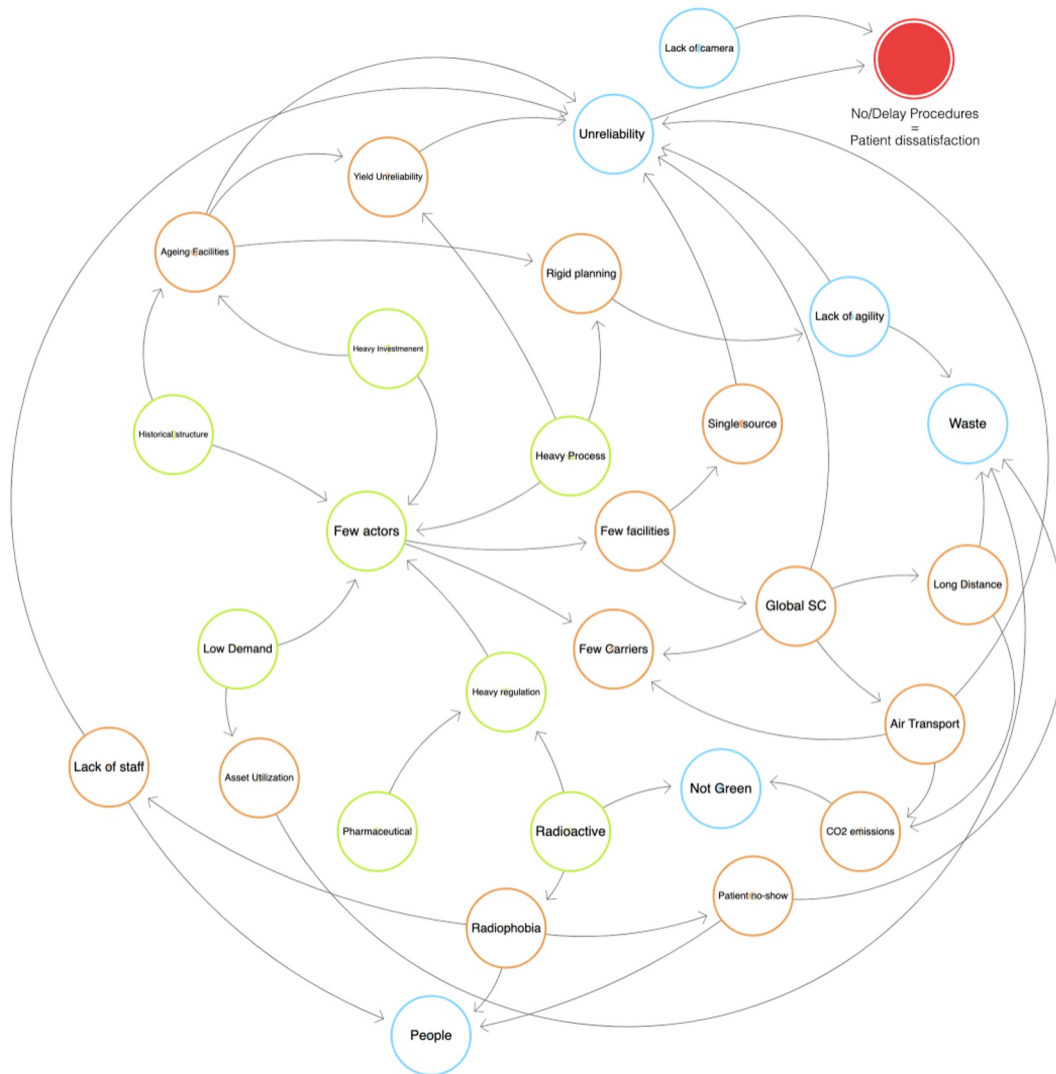 Lack of camera
No/Delay Procedures
=
Patient dissatisfaction
Unreliability
Yield Unreliability
Ageing Facilities
Rigid planning
Lack of agility
Heavy Investmenent
Historical structure
Single source
Waste
Heavy Process
Few actors
Few facilities
Long Distance
Global SC
Low Demand
Few Carriers
Heavy regulation
Air Transport
Lack of staff
Asset Utilization
Not Green
Pharmaceutical
Radioactive
CO2 emissions
Patient no-show
Radiophobia
People